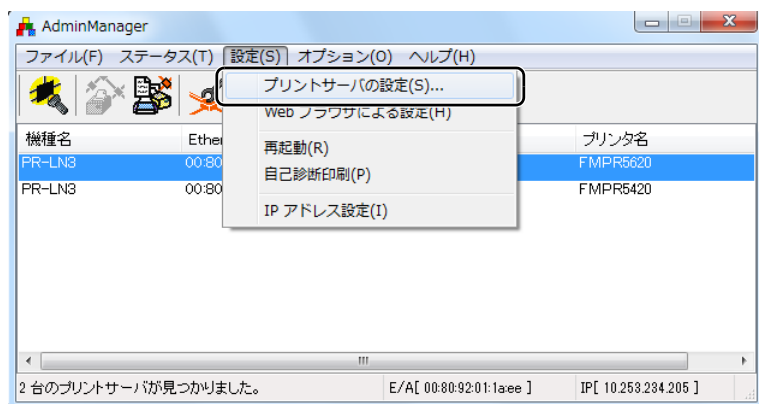 AdminManager
ファイル(F) ステータス(T) 設定(S) オプション(O) ヘルプ(H)
プリントサーバの設定(S)...
Web ブラウザによる設定(H)
再起動(R)
自己診断印刷(P)
IP アドレス設定(I)
機種名 Ether プリンタ名
PR-LN3 00:80 FMPR5620
PR-LN3 00:80 FMPR5420
2 台のプリントサーバが見つかりました。 E/A[ 00:80:92:01:1a:ee ] IP[ 10.253.234.205 ]